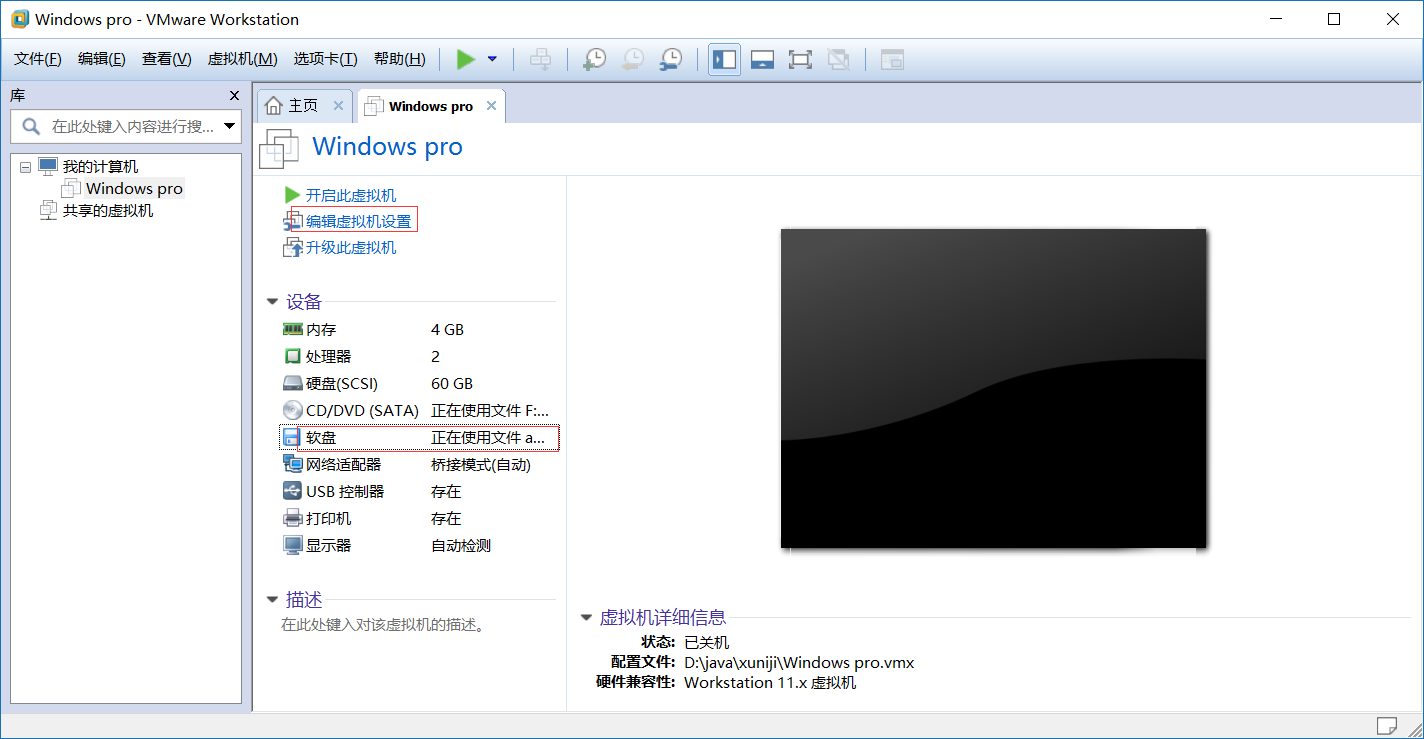 Windows pro - VMware Workstation
文件(F) 编辑(E) 查看(V) 虚拟机(M) 选项卡(T) 帮助(H)
库
在此处键入内容进行搜...
我的计算机
Windows pro
共享的虚拟机
主页
Windows pro
Windows pro
开启此虚拟机
编辑虚拟机设置
升级此虚拟机
设备
内存 4 GB
处理器 2
硬盘(SCSI) 60 GB
CD/DVD (SATA) 正在使用文件 F:...
软盘 正在使用文件 a...
网络适配器 桥接模式(自动)
USB 控制器 存在
打印机 存在
显示器 自动检测
描述
在此处键入对该虚拟机的描述。
虚拟机详细信息
状态: 已关机
配置文件: D:\java\xuniji\Windows pro.vmx
硬件兼容性: Workstation 11.x 虚拟机